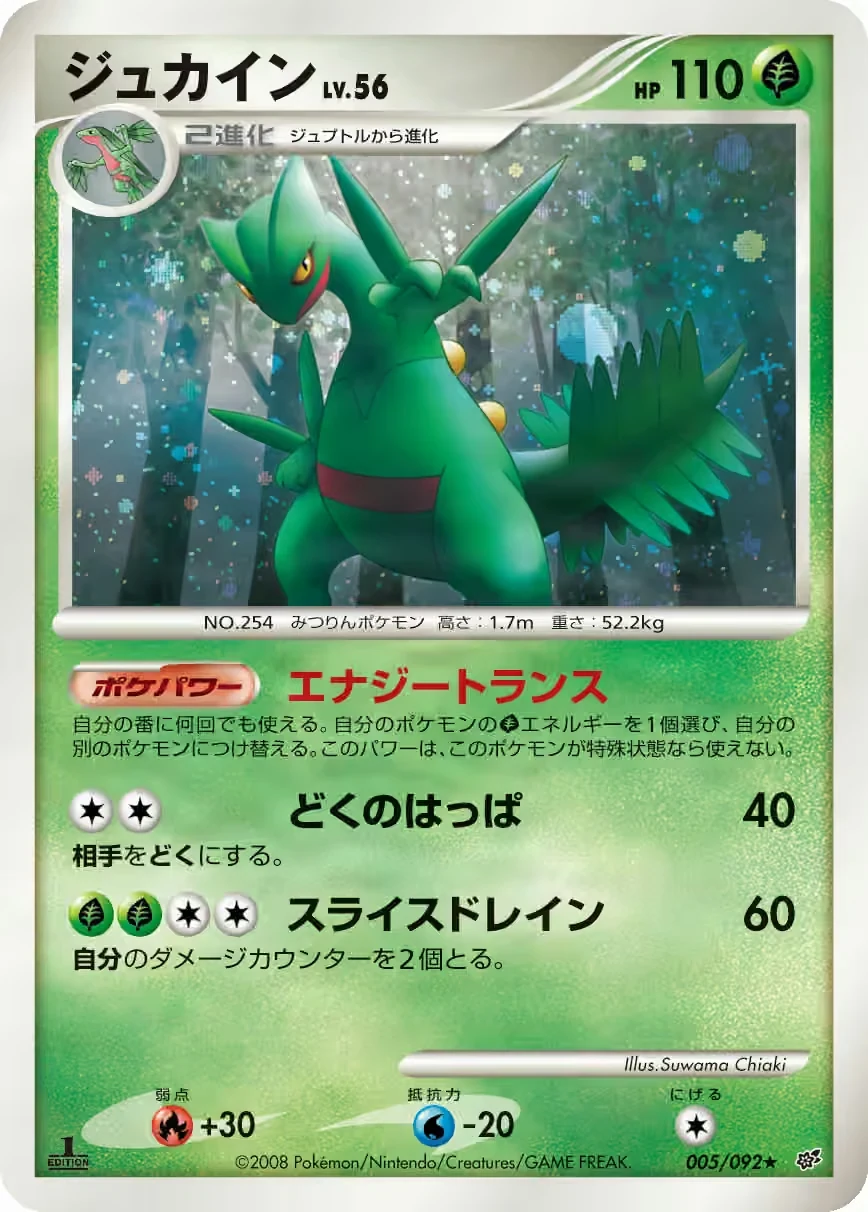 ジュカイン LV.56 HP 110
2進化 ジュプトルから進化
NO.254 みつりんポケモン 高さ:1.7m 重さ:52.2kg
ポケパワー エナジートランス
自分の番に何回でも使える。自分のポケモンのエネルギーを1個選び、自分の
別のポケモンにつけ替える。このパワーは、このポケモンが特殊状態なら使えない。
どくのはっぱ 40
相手をどくにする。
スライスドレイン 60
自分のダメージカウンターを2個とる。
Illus.Suwama Chiaki
弱点 抵抗力 にげる
+30 -20
1 EDITION
©2008 Pokémon/Nintendo/Creatures/GAME FREAK.
005/092★